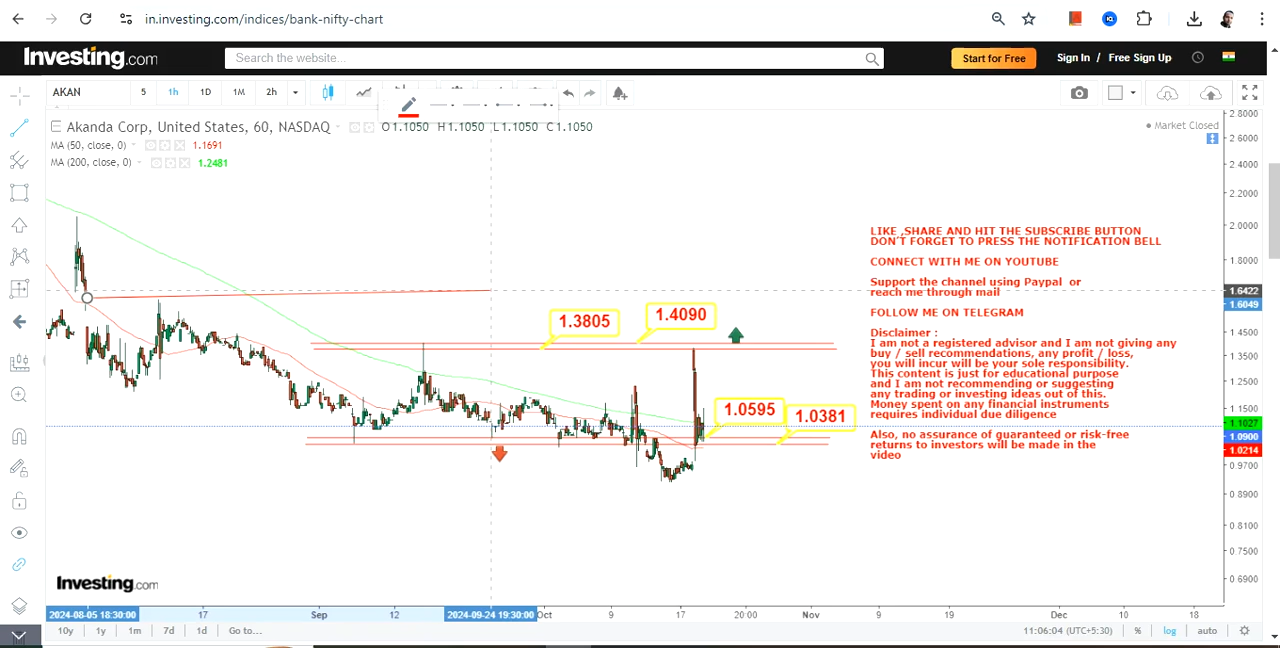 in.investing.com/indices/bank-nifty-chart
Investing.com
Search the website...
Start for Free
Sign In / Free Sign Up
AKAN
5
1h
1D
1M
2h
Akanda Corp, United States, 60, NASDAQ
O 1.1050 H 1.1050 L 1.1050 C 1.1050
Market Closed
MA (50, close, 0)
1.1691
MA (200, close, 0)
1.2481
2.8000
2.6000
2.4000
2.2000
2.0000
1.8000
1.6422
1.6049
1.4500
1.3500
1.2500
1.1500
1.1027
1.0900
1.0214
0.9700
0.8900
0.8100
0.7500
0.6900
1.3805
1.4090
1.0595
1.0381
LIKE ,SHARE AND HIT THE SUBSCRIBE BUTTON
DON'T FORGET TO PRESS THE NOTIFICATION BELL
CONNECT WITH ME ON YOUTUBE
Support the channel using Paypal or
reach me through mail
FOLLOW ME ON TELEGRAM
Disclaimer :
I am not a registered advisor and I am not giving any
buy / sell recommendations, any profit / loss,
you will incur will be your sole responsibility.
This content is just for educational purpose
and I am not recommending or suggesting
any trading or investing ideas out of this.
Money spent on any financial instruments
requires individual due diligence
Also, no assurance of guaranteed or risk-free
returns to investors will be made in the
video
Investing.com
2024-08-05 18:30:00
17
Sep
12
2024-09-24 19:30:00
Oct
9
17
20:00
Nov
9
19
Dec
10
18
10y
1y
1m
7d
1d
Go to...
11:06:04 (UTC+5:30)
%
log
auto